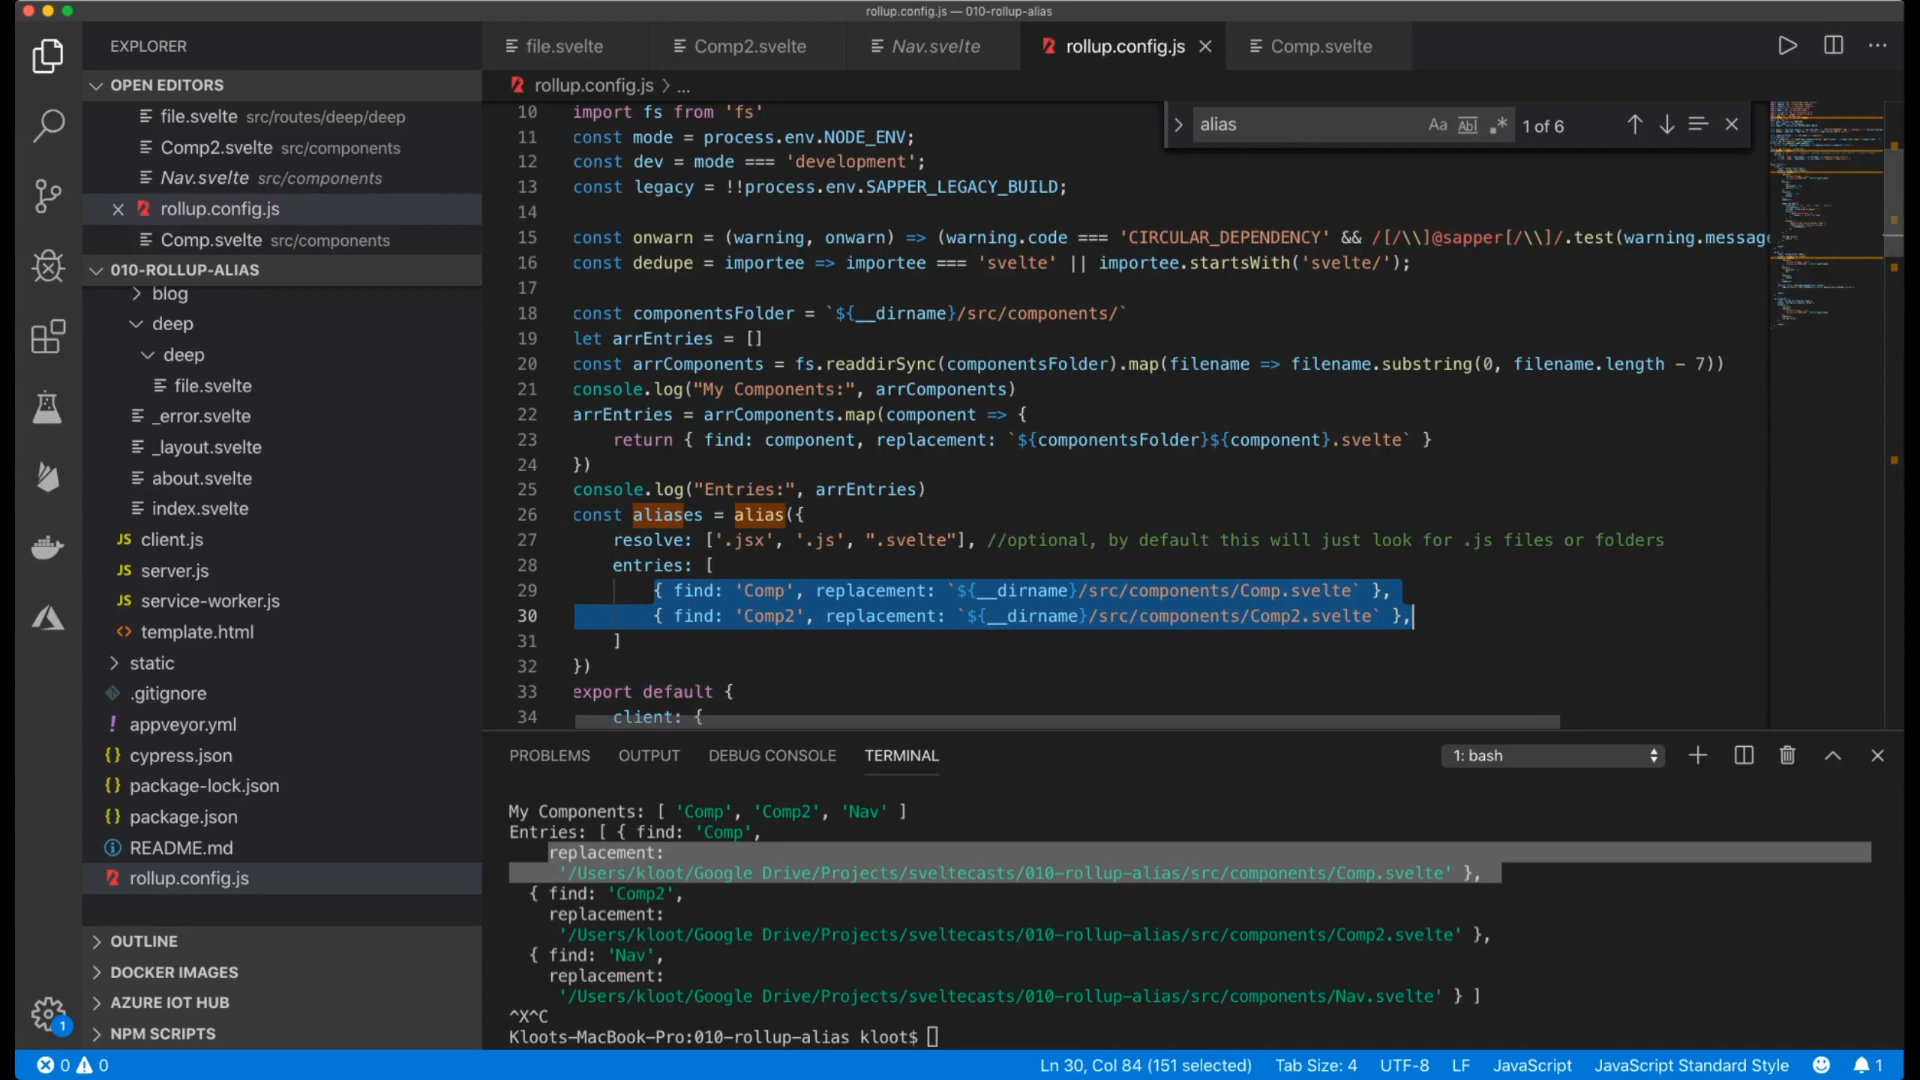 rollup.config.js — 010-rollup-alias
EXPLORER
OPEN EDITORS
file.svelte src/routes/deep/deep
Comp2.svelte src/components
Nav.svelte src/components
rollup.config.js
Comp.svelte src/components
010-ROLLUP-ALIAS
blog
deep
deep
file.svelte
_error.svelte
_layout.svelte
about.svelte
index.svelte
JS client.js
JS server.js
JS service-worker.js
<> template.html
static
.gitignore
! appveyor.yml
{} cypress.json
{} package-lock.json
{} package.json
README.md
rollup.config.js
OUTLINE
DOCKER IMAGES
AZURE IOT HUB
NPM SCRIPTS
1
file.svelte
Comp2.svelte
Nav.svelte
rollup.config.js
Comp.svelte
rollup.config.js > ...
alias
Aa Abl .*
1 of 6
10 import fs from 'fs'
11 const mode = process.env.NODE_ENV;
12 const dev = mode === 'development';
13 const legacy = !!process.env.SAPPER_LEGACY_BUILD;
14
15 const onwarn = (warning, onwarn) => (warning.code === 'CIRCULAR_DEPENDENCY' && /[/\\]@sapper[/\\]/.test(warning.message
16 const dedupe = importee => importee === 'svelte' || importee.startsWith('svelte/');
17
18 const componentsFolder = `${__dirname}/src/components/`
19 let arrEntries = []
20 const arrComponents = fs.readdirSync(componentsFolder).map(filename => filename.substring(0, filename.length - 7))
21 console.log("My Components:", arrComponents)
22 arrEntries = arrComponents.map(component => {
23 return { find: component, replacement: `${componentsFolder}${component}.svelte` }
24 })
25 console.log("Entries:", arrEntries)
26 const aliases = alias({
27 resolve: ['.jsx', '.js', ".svelte"], //optional, by default this will just look for .js files or folders
28 entries: [
29 { find: 'Comp', replacement: `${__dirname}/src/components/Comp.svelte` },
30 { find: 'Comp2', replacement: `${__dirname}/src/components/Comp2.svelte` },
31 ]
32 })
33 export default {
34 client: {
PROBLEMS OUTPUT DEBUG CONSOLE TERMINAL
1: bash
My Components: [ 'Comp', 'Comp2', 'Nav' ]
Entries: [ { find: 'Comp',
replacement:
'/Users/kloot/Google Drive/Projects/sveltecasts/010-rollup-alias/src/components/Comp.svelte' },
{ find: 'Comp2',
replacement:
'/Users/kloot/Google Drive/Projects/sveltecasts/010-rollup-alias/src/components/Comp2.svelte' },
{ find: 'Nav',
replacement:
'/Users/kloot/Google Drive/Projects/sveltecasts/010-rollup-alias/src/components/Nav.svelte' } ]
^X^C
Kloots-MacBook-Pro:010-rollup-alias kloot$
0 0
Ln 30, Col 84 (151 selected)
Tab Size: 4
UTF-8
LF
JavaScript
JavaScript Standard Style
1